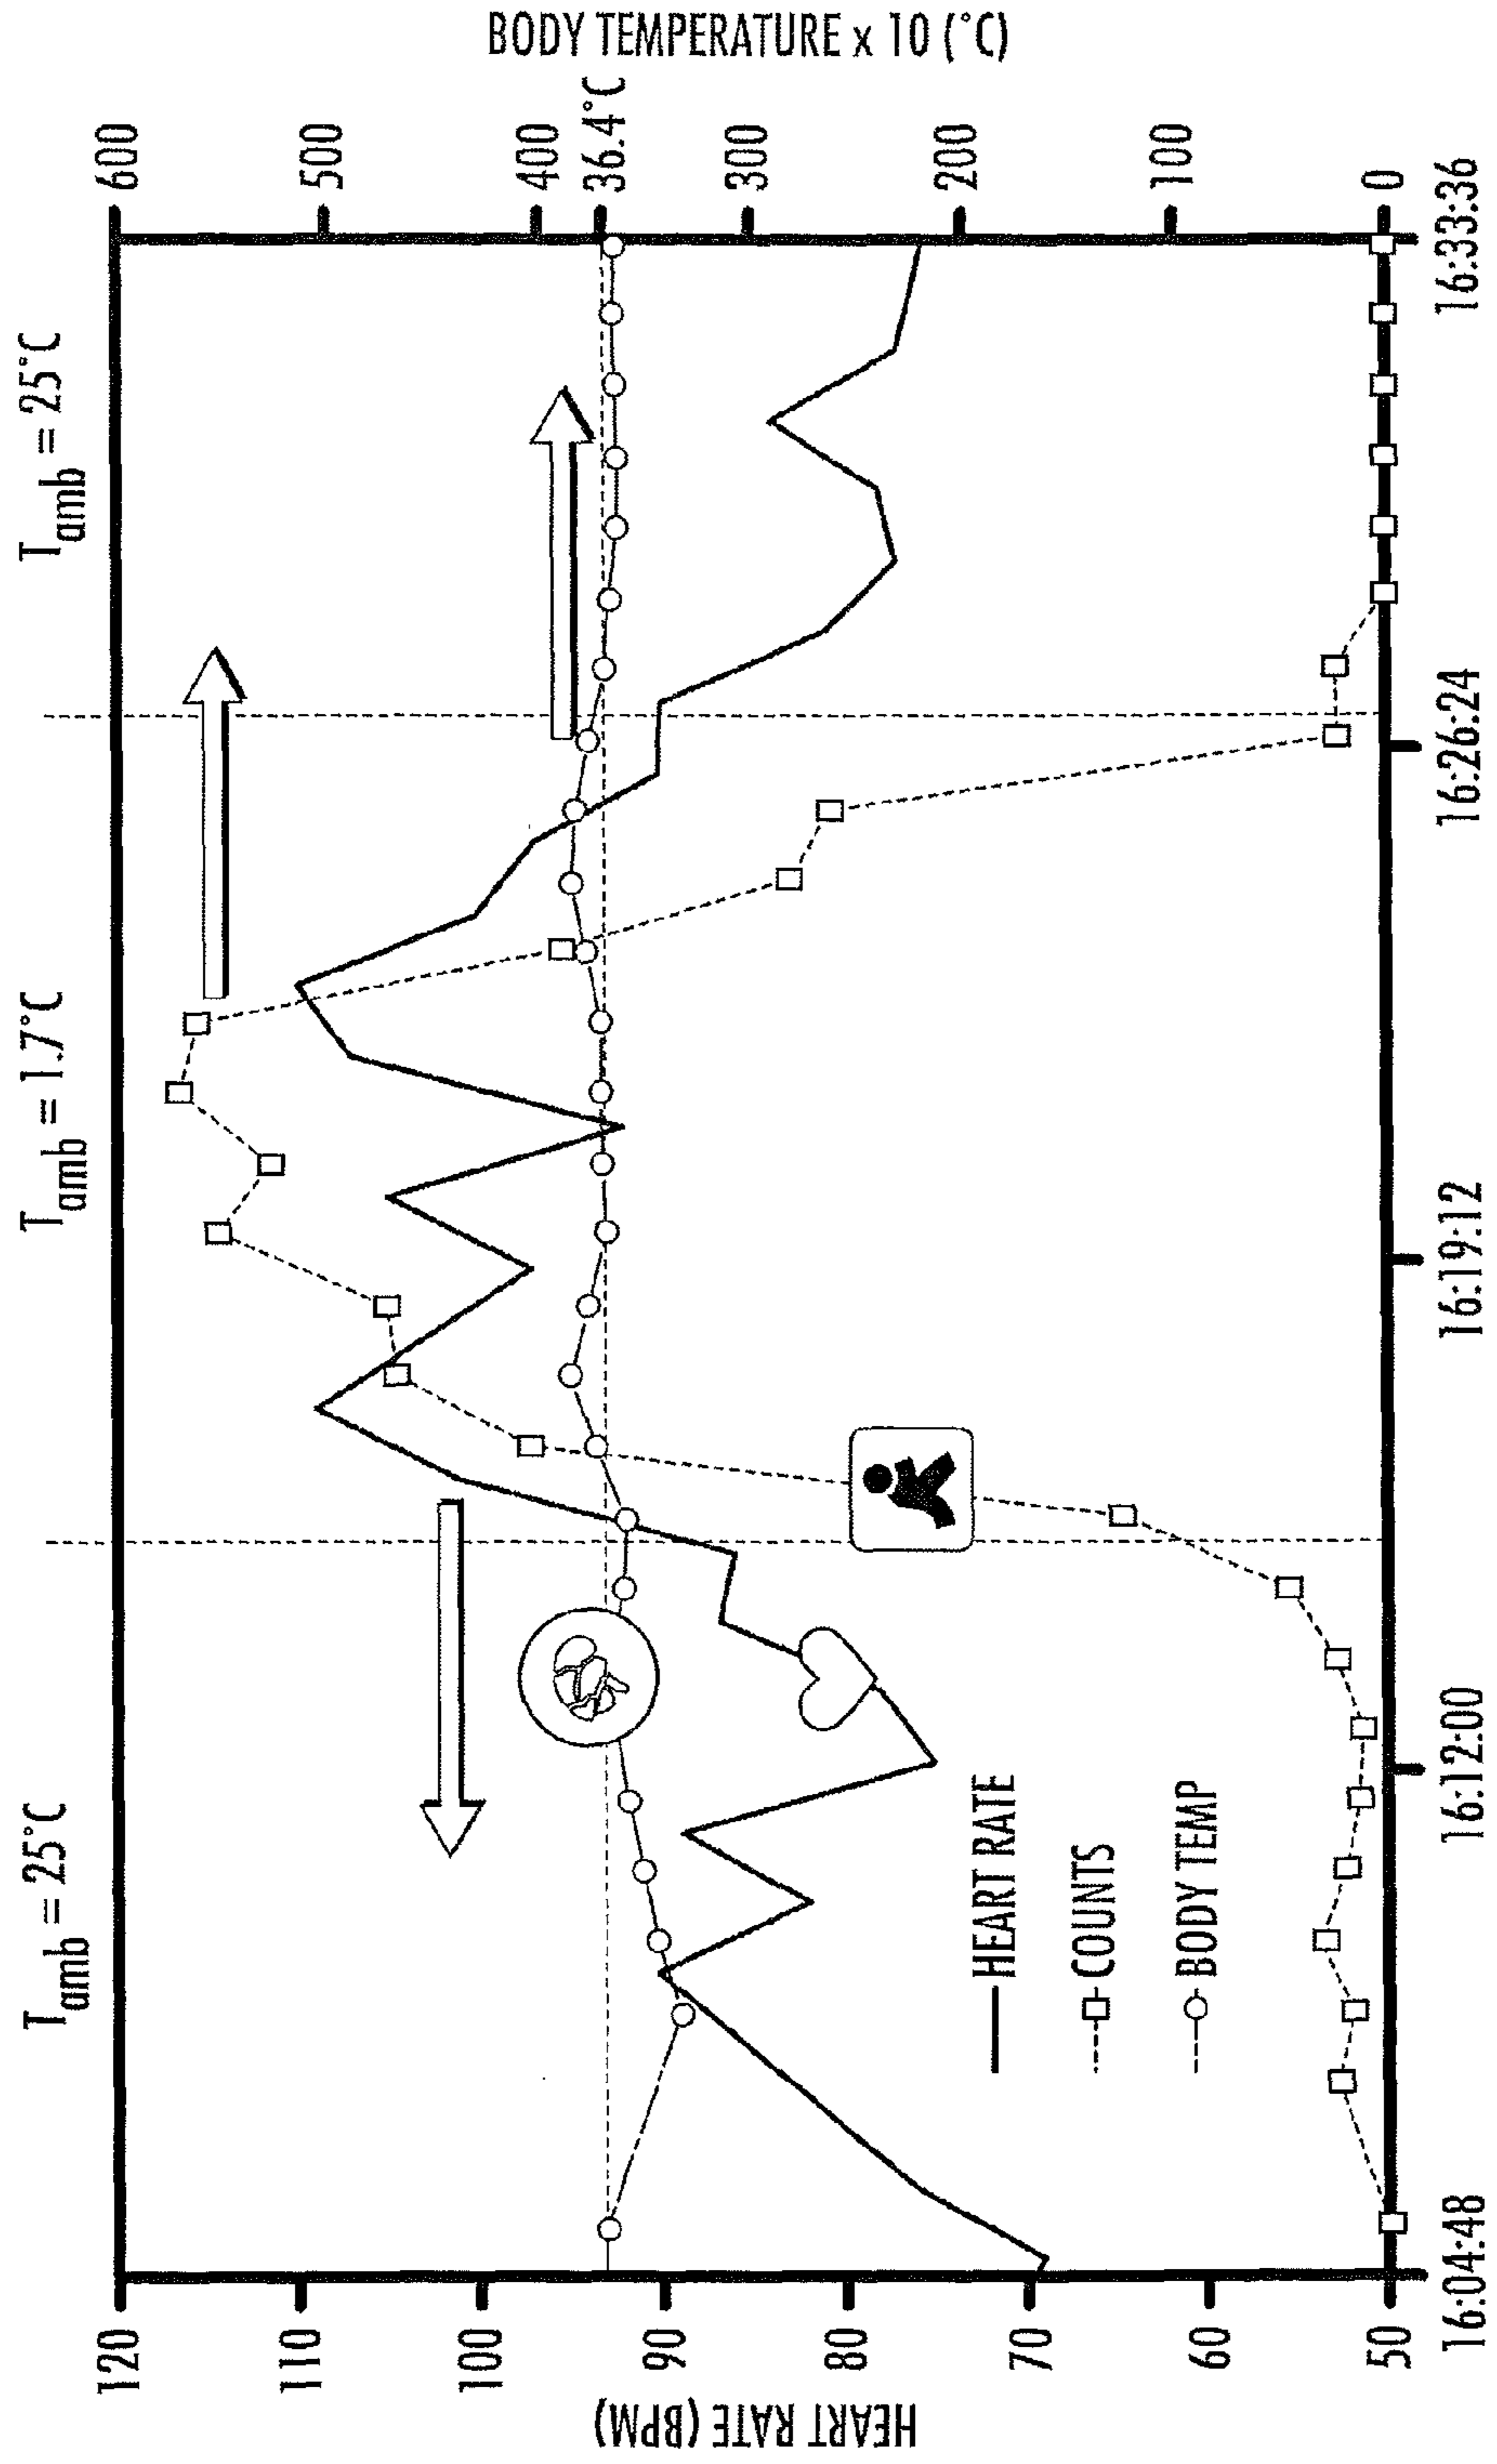 T_amb = 25°C
T_amb = 1.7°C
T_amb = 25°C
HEART RATE (BPM)
120
110
100
90
80
70
60
50
BODY TEMPERATURE x 10 (°C)
600
500
400
36.4°C
300
200
100
0
HEART RATE
COUNTS
BODY TEMP
16:04:48
16:12:00
16:19:12
16:26:24
16:33:36